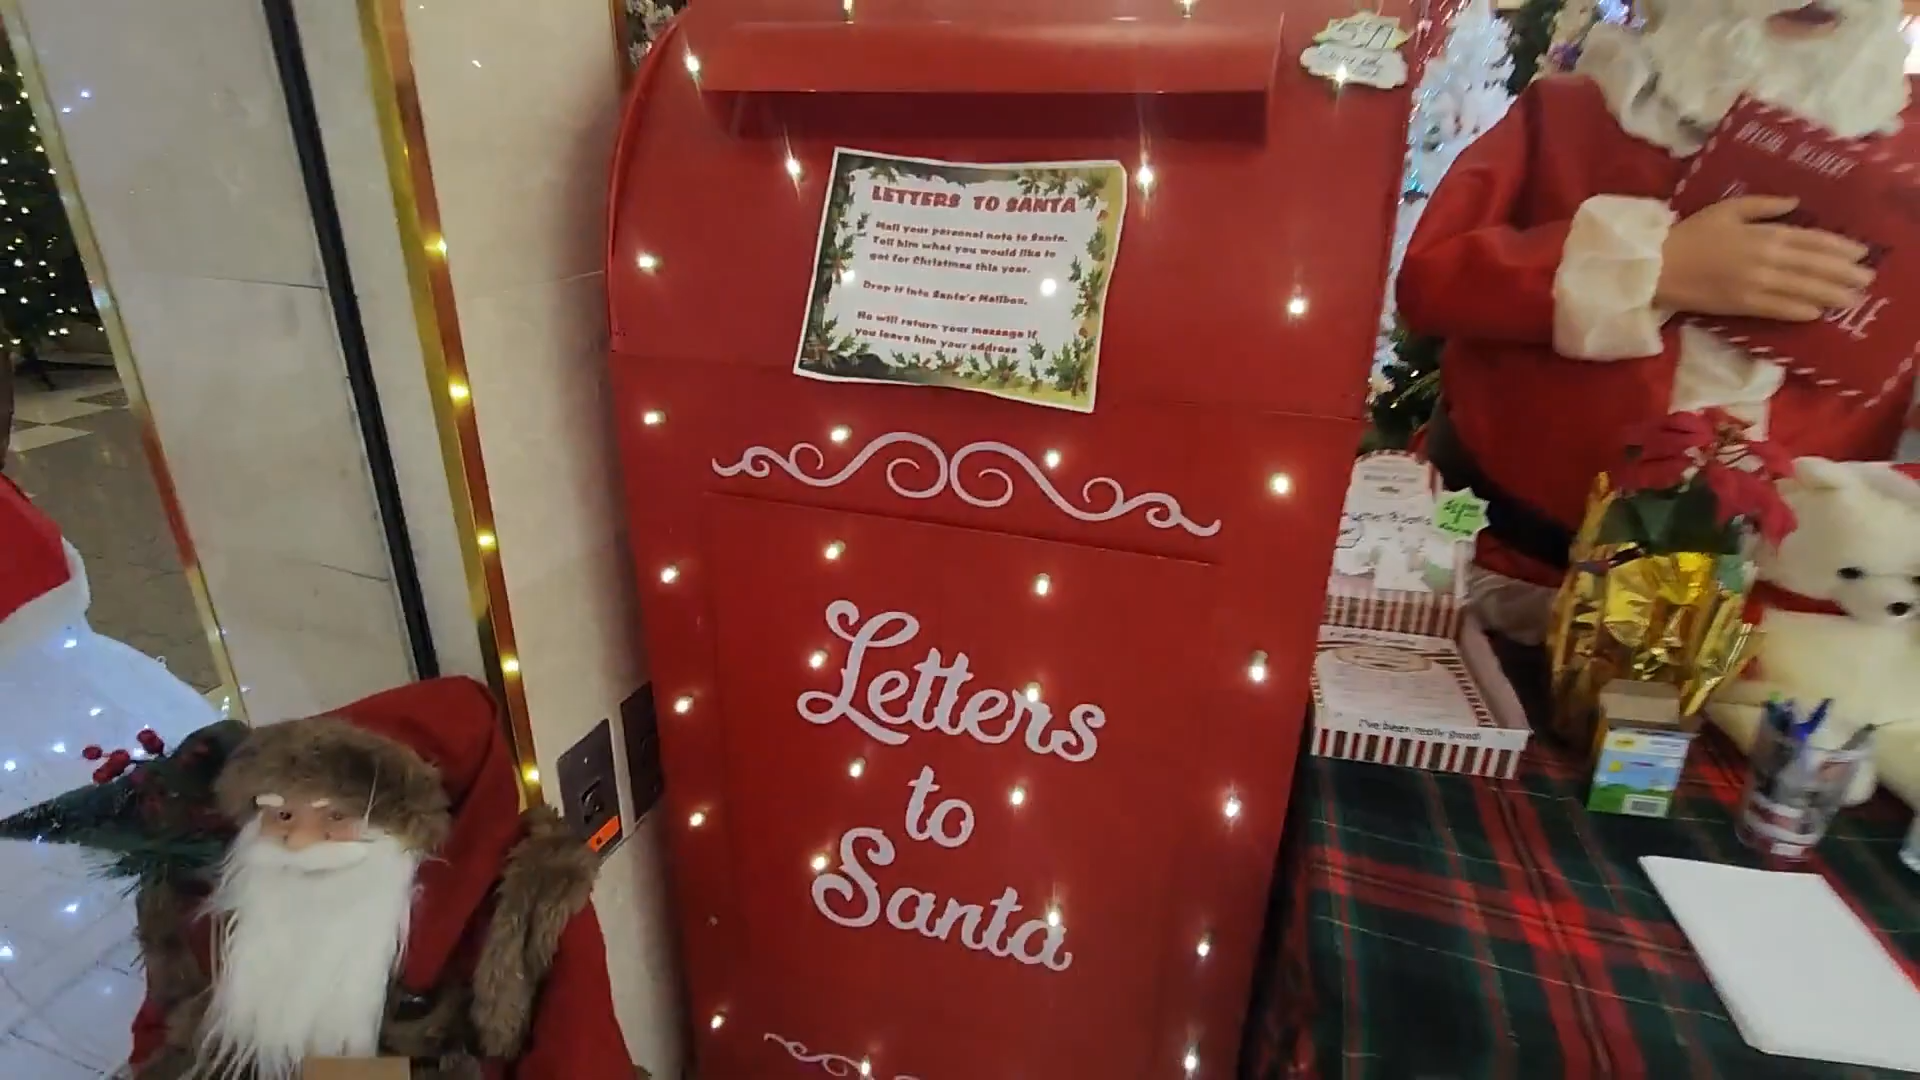 LETTERS TO SANTA
Mail your personal note to Santa.
Tell him what you would like to
get for Christmas this year.
Drop it into Santa's Mailbox.
He will return your message if
you leave him your address
Letters
to
Santa
SPECIAL DELIVERY
I've been really good!